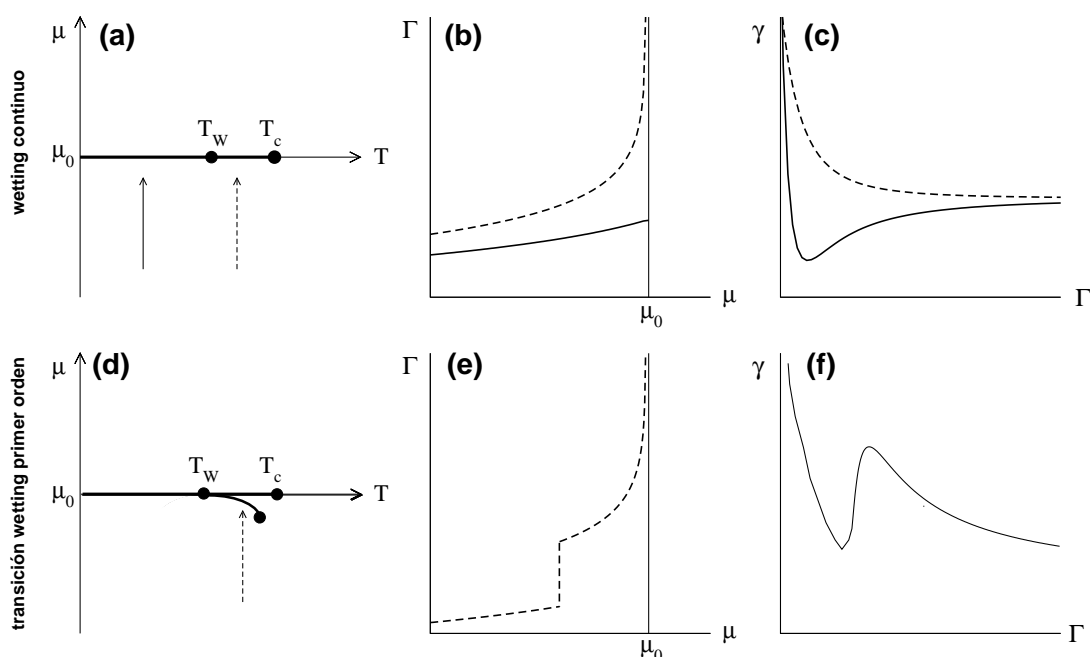 wetting continuo
μ
(a)
T_W
T_c
μ_0
T
Γ
(b)
μ
μ_0
γ
(c)
Γ
transición wetting primer orden
μ
(d)
T_W
T_c
μ_0
T
Γ
(e)
μ
μ_0
γ
(f)
Γ